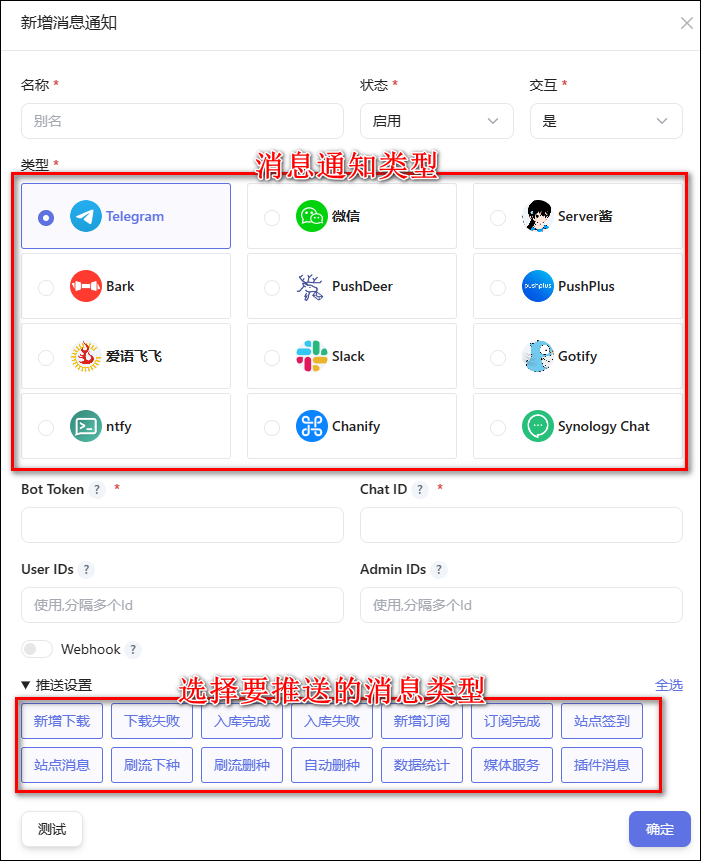 新增消息通知
名称 * 状态 * 交互 *
别名 启用 是
类型 * 消息通知类型
Telegram 微信 Server酱
Bark PushDeer pushplus PushPlus
爱语飞飞 Slack Gotify
ntfy Chanify Synology Chat
Bot Token ? * Chat ID ? *
User IDs ? Admin IDs ?
使用,分隔多个Id 使用,分隔多个Id
Webhook ?
▼ 推送设置 选择要推送的消息类型 全选
新增下载 下载失败 入库完成 入库失败 新增订阅 订阅完成 站点签到
站点消息 刷流下种 刷流删种 自动删种 数据统计 媒体服务 插件消息
测试 确定